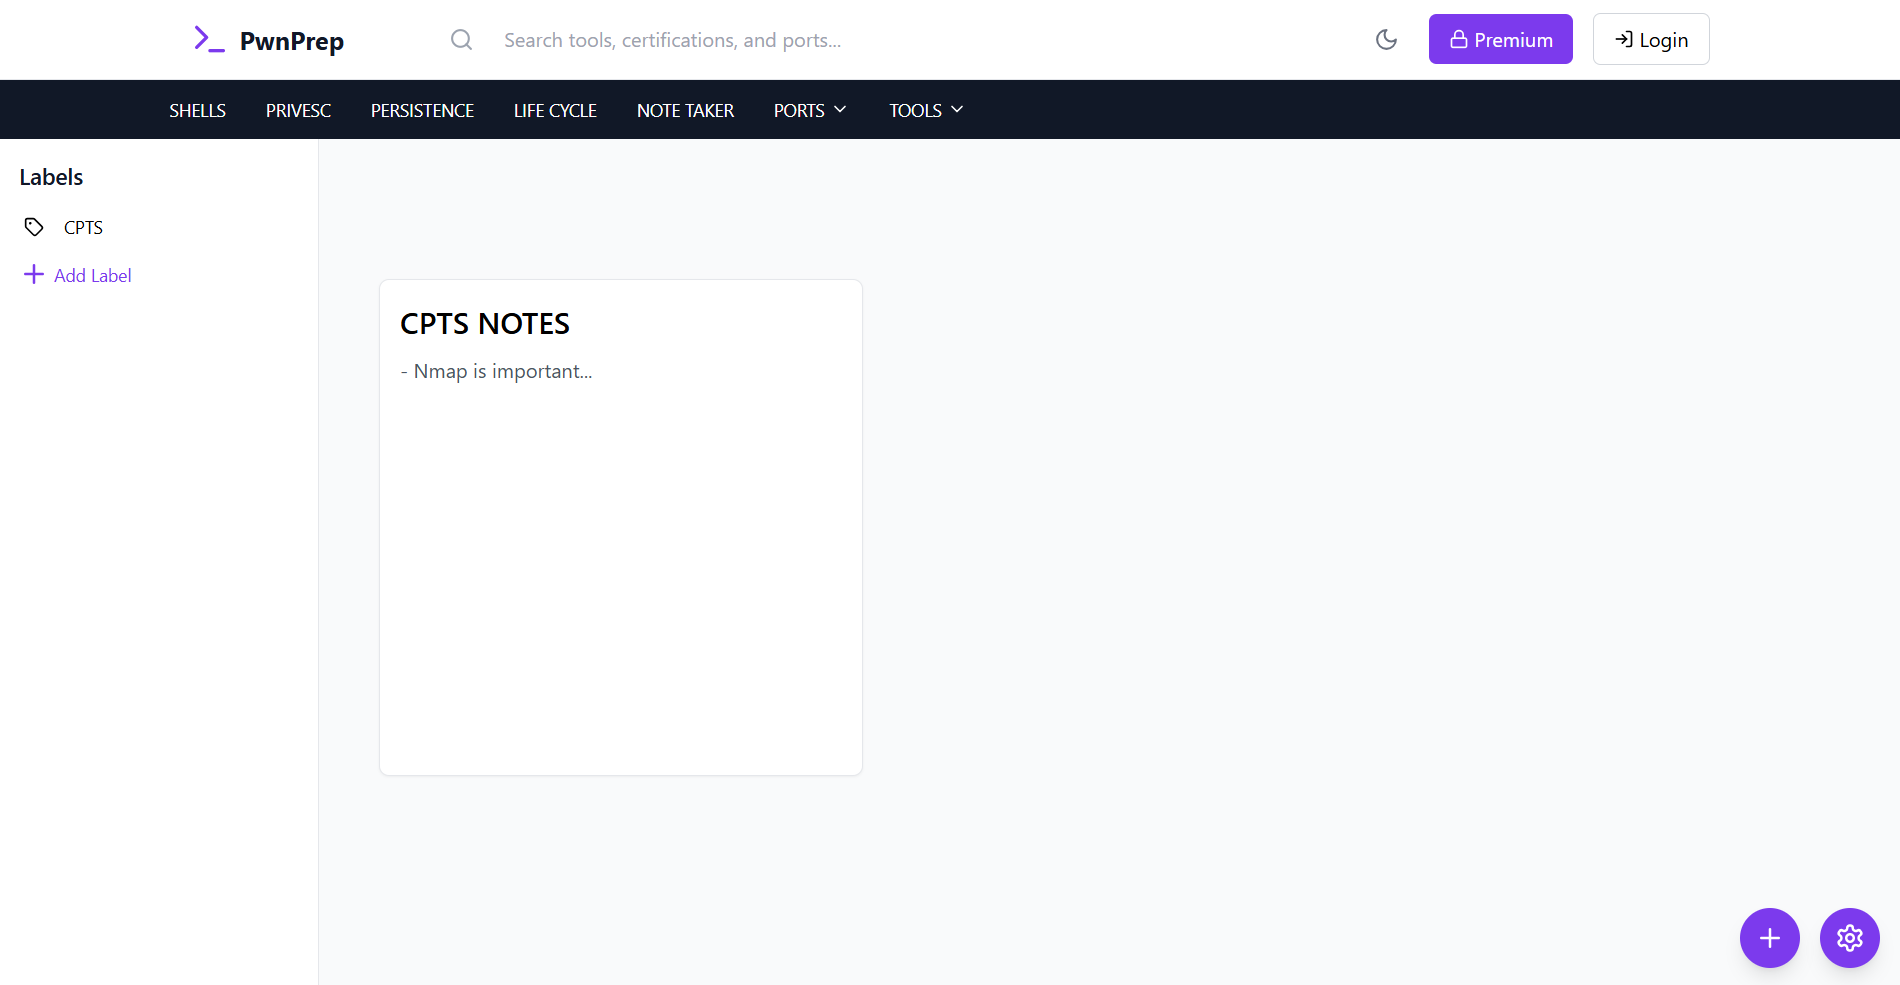 PwnPrep
Search tools, certifications, and ports...
Premium
Login
SHELLS PRIVESC PERSISTENCE LIFE CYCLE NOTE TAKER PORTS TOOLS
Labels
CPTS
Add Label
CPTS NOTES
- Nmap is important...